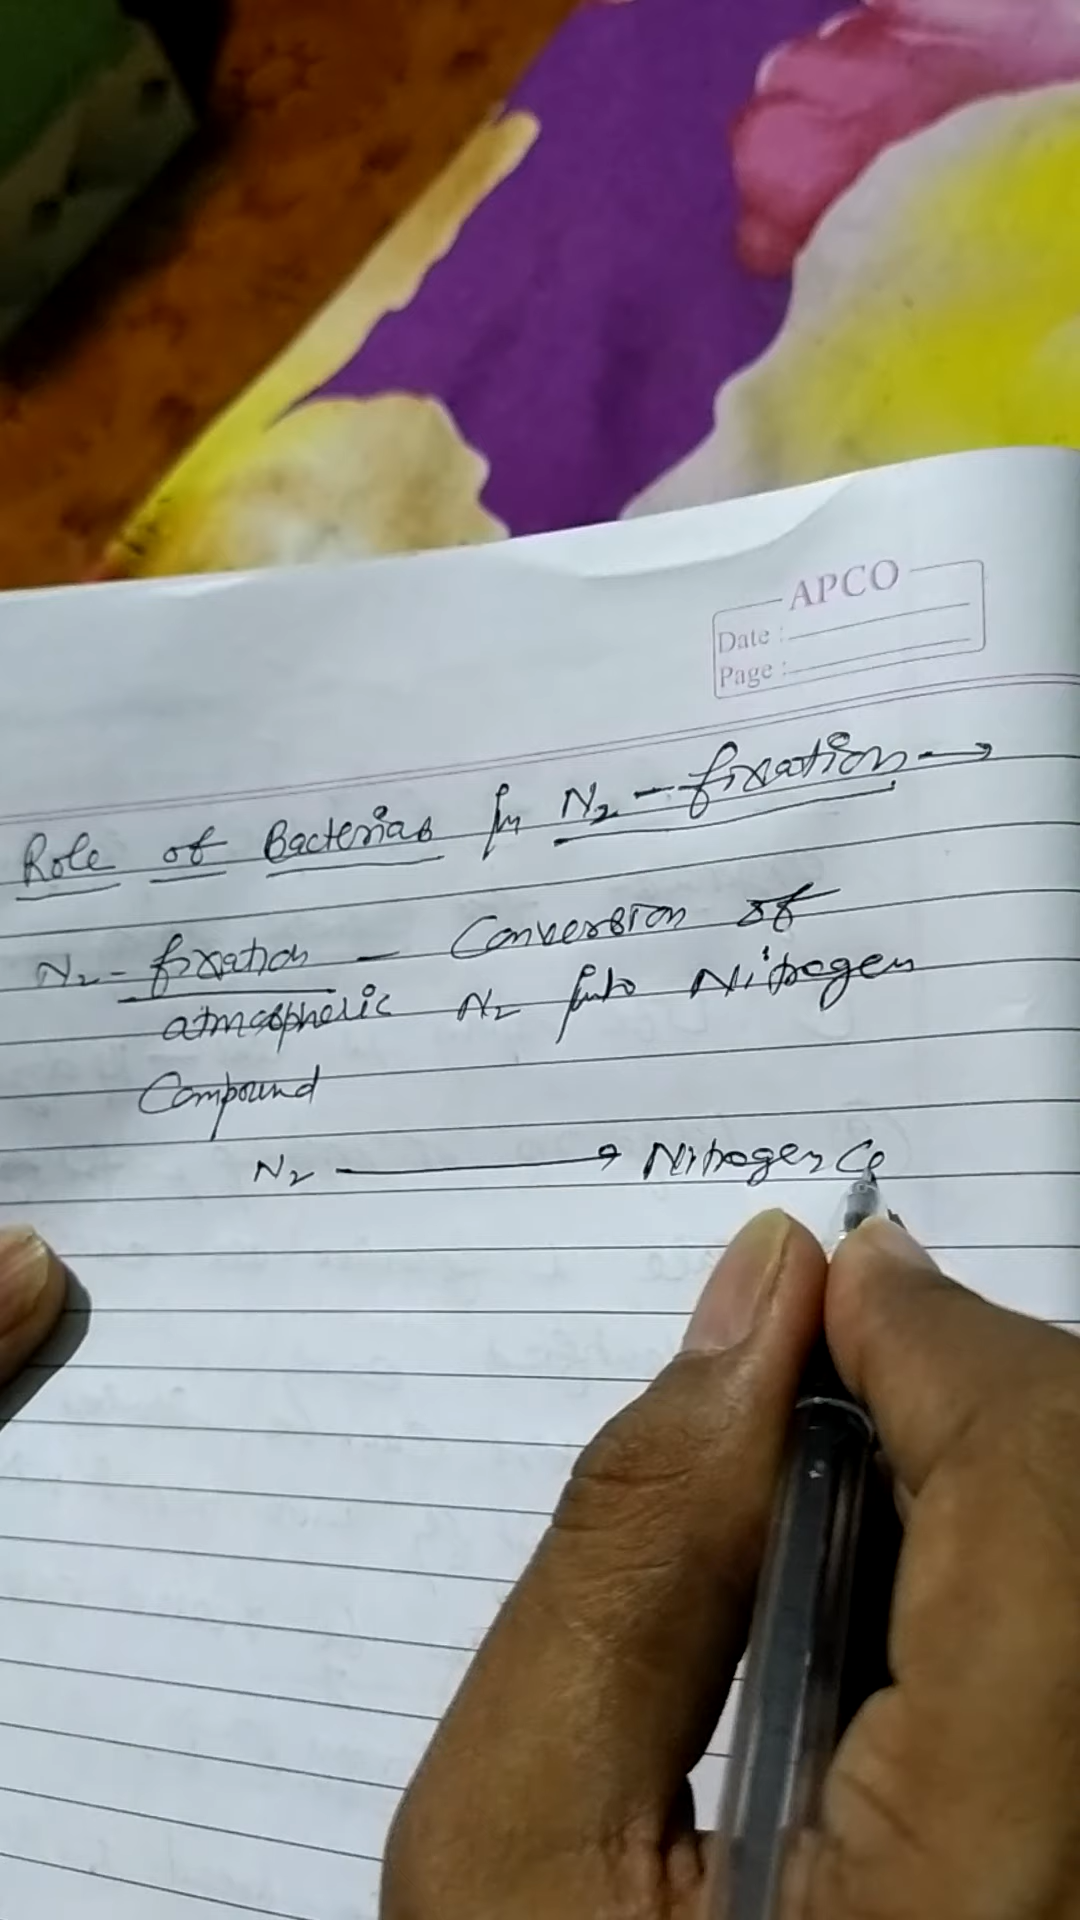 APCO
Date :
Page :
Role of Bacterias In N2 - fixation →
N2 - fixation - Conversion of
atmospheric N2 into Nitrogen
Compound
N2 → Nitrogen Co